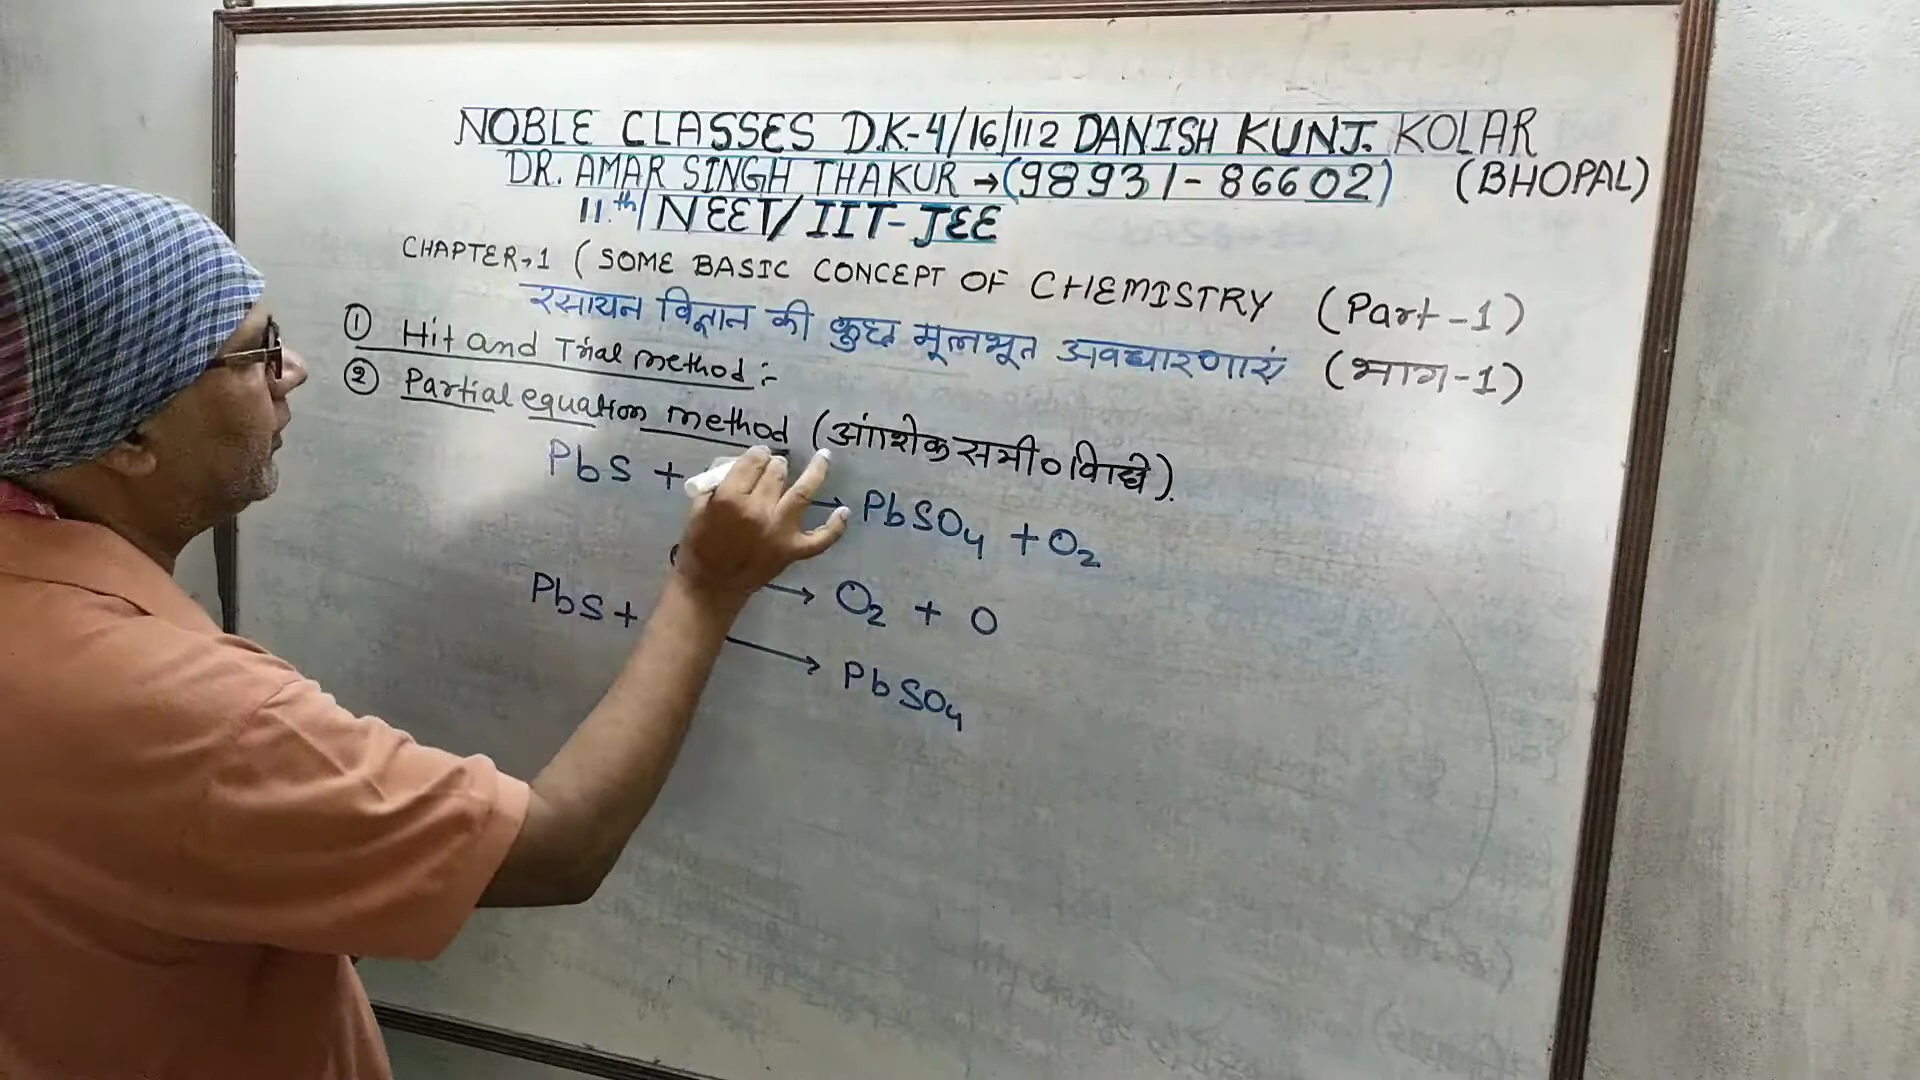 NOBLE CLASSES D.K-4/16/112 DANISH KUNJ. KOLAR
DR. AMAR SINGH THAKUR → (98931-86602) (BHOPAL)
11th/NEET/IIT-JEE
CHAPTER→1 (SOME BASIC CONCEPT OF CHEMISTRY (Part-1)
रसायन विज्ञान की कुछ मूलभूत अवधारणाएं (भाग-1)
① Hit and Trial method :-
② Partial equation method (आंशिक समी० विधि).
PbS + → PbSO4 + O2
→ O2 + O
PbS + → PbSO4